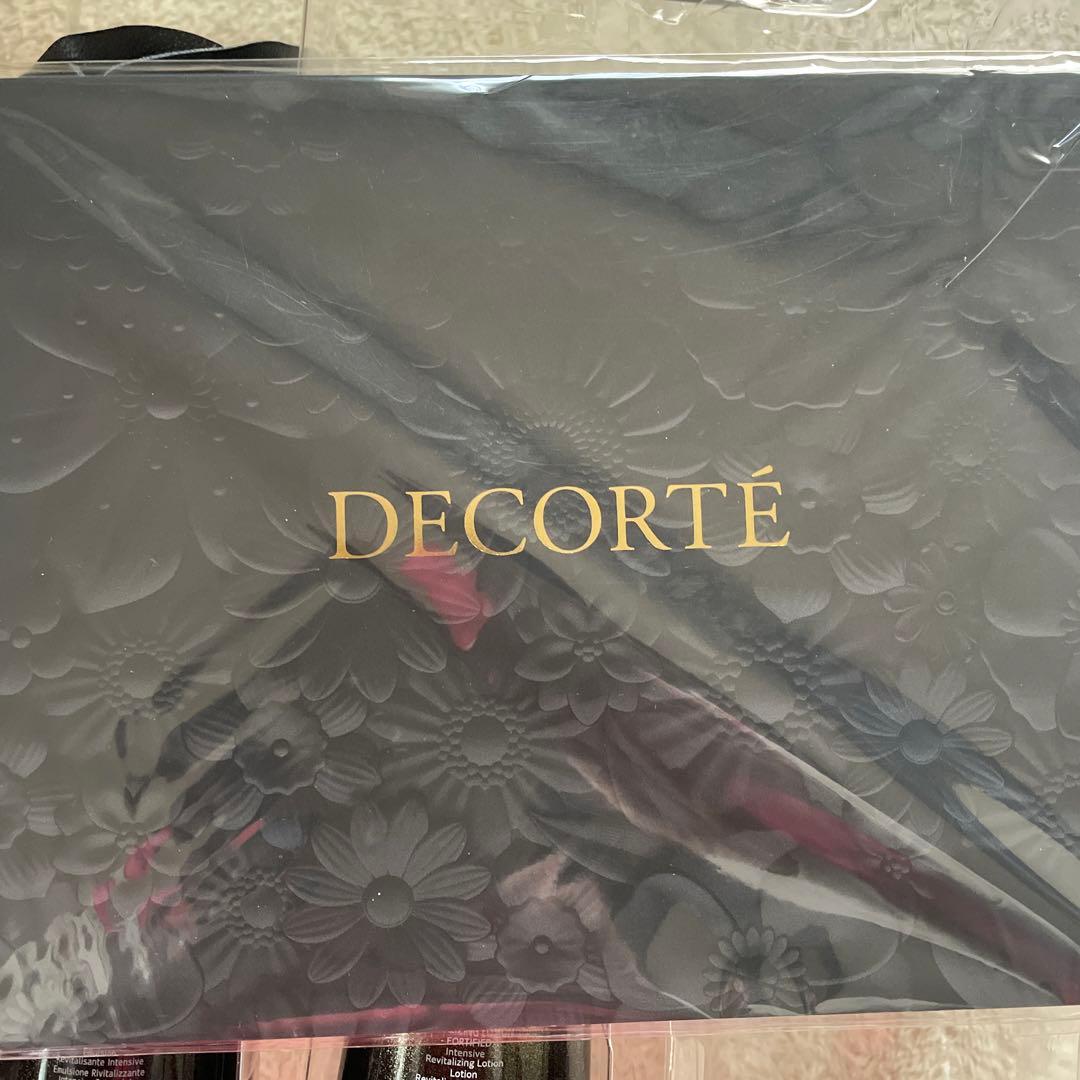 DECORTÉ
Revitalisante Intensive
Emulsione Rivitalizzante
- FORTIFIED -
Intensive
Revitalizing Lotion
Lotion